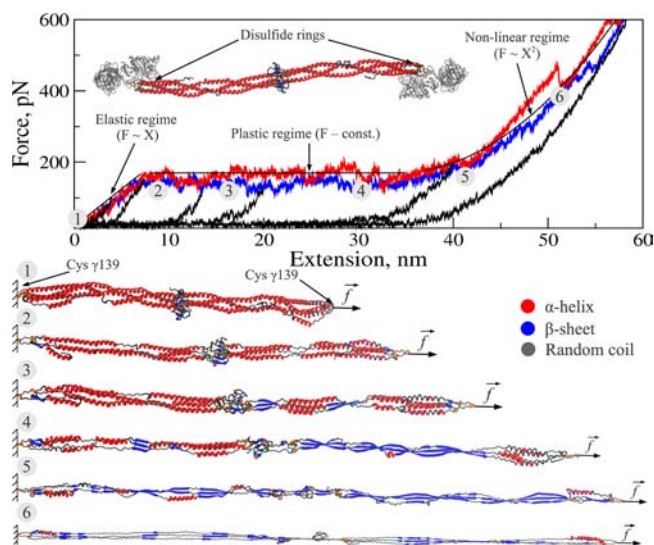 600
400
200
0
Force, pN
Disulfide rings
Elastic regime
(F ~ X)
Plastic regime (F – const.)
Non-linear regime
(F ~ X²)
1
2
3
4
5
6
0 10 20 30 40 50 60
Extension, nm
1
Cys γ139
Cys γ139
f
2
f
3
f
4
f
5
f
6
f
α-helix
β-sheet
Random coil